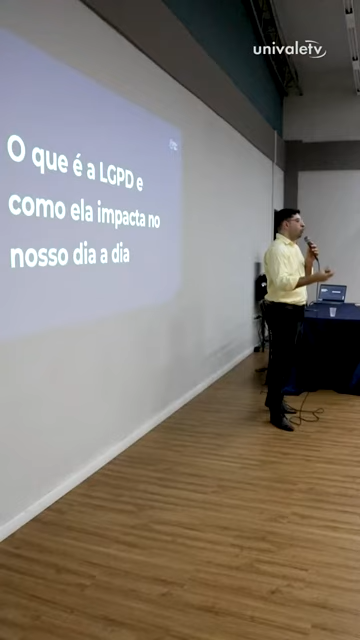 univaletv
O que é a LGPD e
como ela impacta no
nosso dia a dia